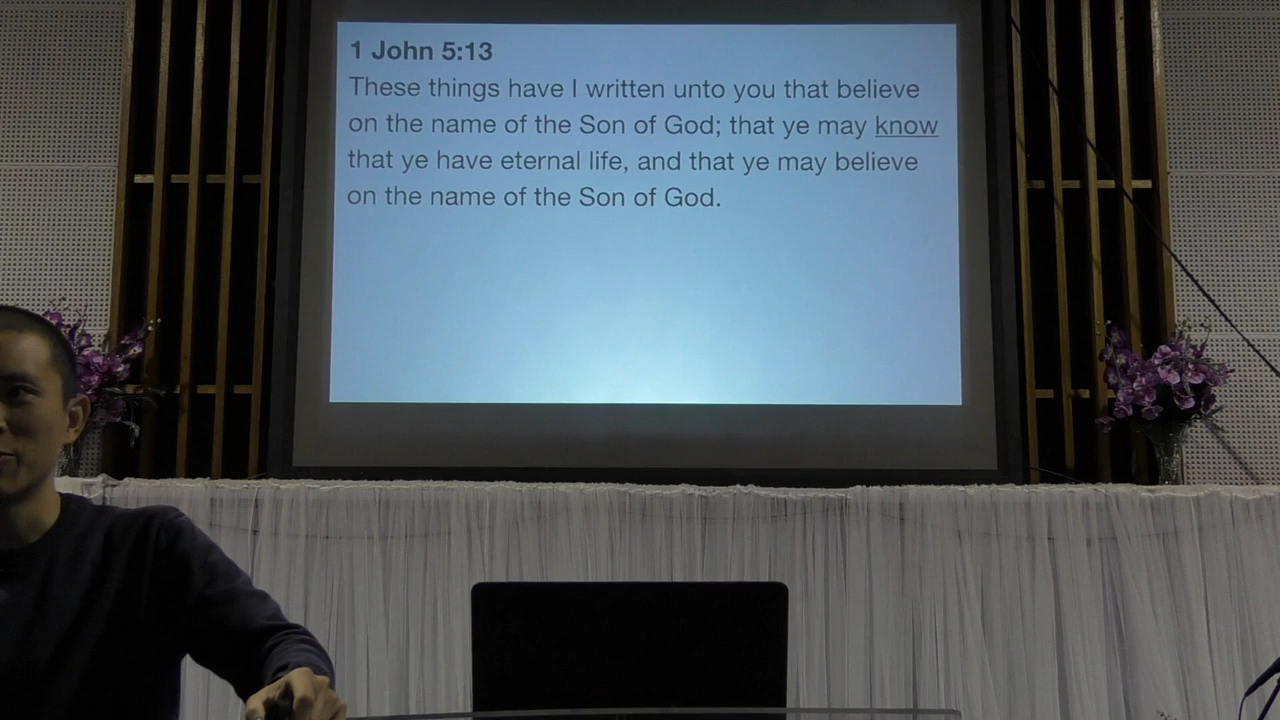 1 John 5:13
These things have I written unto you that believe
on the name of the Son of God; that ye may know
that ye have eternal life, and that ye may believe
on the name of the Son of God.